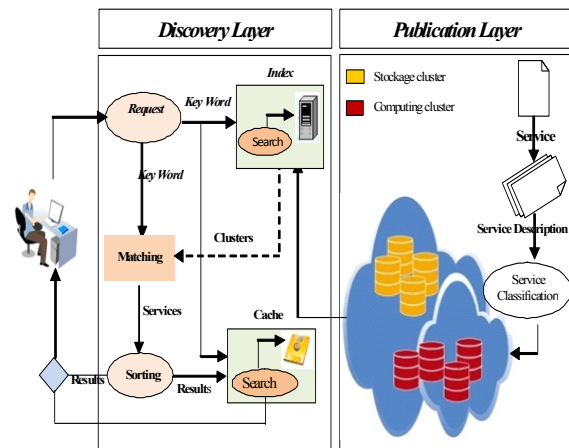 Discovery Layer
Publication Layer
Index
Stockage cluster
Computing cluster
Request
Key Word
Search
Service
Key Word
Service Description
Clusters
Matching
Service
Classification
Services
Cache
Results
Sorting
Results
Search